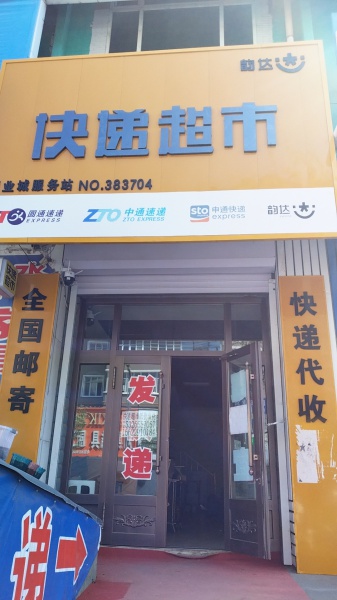 韵达
快递超市
业城服务站 NO.383704
圆通速递
EXPRESS
ZTO 中通速递
ZTO EXPRESS
sto 申通快递
express
韵达
全国邮寄
快递代收
发
递
递